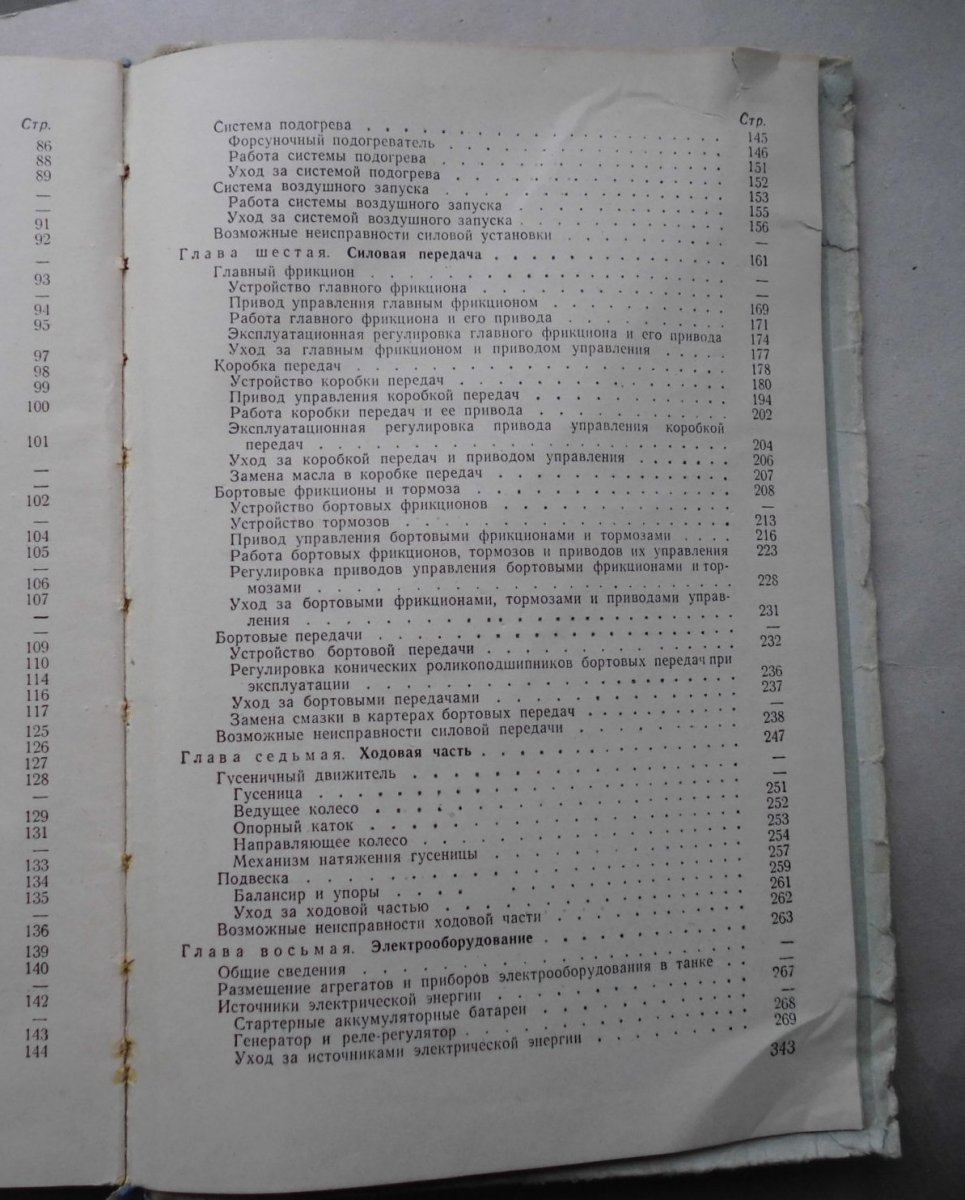 Стр.
86
88
89
—
—
91
92
—
93
—
94
95
97
98
99
100
101
—
—
102
—
104
105
—
106
107
—
—
109
110
114
116
117
125
126
127
128
—
129
131
—
133
134
135
—
136
139
140
—
142
—
143
144
Стр.
Система подогрева . . . 145
Форсуночный подогреватель . . . 146
Работа системы подогрева . . . 151
Уход за системой подогрева . . . 152
Система воздушного запуска . . . 153
Работа системы воздушного запуска . . . 155
Уход за системой воздушного запуска . . . 156
Возможные неисправности силовой установки . . . —
Глава шестая. Силовая передача . . . 161
Главный фрикцион . . . —
Устройство главного фрикциона . . . —
Привод управления главным фрикционом . . . 169
Работа главного фрикциона и его привода . . . 171
Эксплуатационная регулировка главного фрикциона и его привода 174
Уход за главным фрикционом и приводом управления . . . 177
Коробка передач . . . 178
Устройство коробки передач . . . 180
Привод управления коробкой передач . . . 194
Работа коробки передач и ее привода . . . 202
Эксплуатационная регулировка привода управления коробкой
передач . . . 204
Уход за коробкой передач и приводом управления . . . 206
Замена масла в коробке передач . . . 207
Бортовые фрикционы и тормоза . . . 208
Устройство бортовых фрикционов . . . —
Устройство тормозов . . . 213
Привод управления бортовыми фрикционами и тормозами . . . 216
Работа бортовых фрикционов, тормозов и приводов их управления 223
Регулировка приводов управления бортовыми фрикционами и тор-
мозами . . . 228
Уход за бортовыми фрикционами, тормозами и приводами управ-
ления . . . 231
Бортовые передачи . . . 232
Устройство бортовой передачи . . . —
Регулировка конических роликоподшипников бортовых передач при
эксплуатации . . . 236
Уход за бортовыми передачами . . . 237
Замена смазки в картерах бортовых передач . . . —
Возможные неисправности силовой передачи . . . 238
Глава седьмая. Ходовая часть . . . 247
Гусеничный движитель . . . —
Гусеница . . . —
Ведущее колесо . . . 251
Опорный каток . . . 252
Направляющее колесо . . . 253
Механизм натяжения гусеницы . . . 254
Подвеска . . . 257
Балансир и упоры . . . 259
Уход за ходовой частью . . . 261
Возможные неисправности ходовой части . . . 262
Глава восьмая. Электрооборудование . . . 263
Общие сведения . . . —
Размещение агрегатов и приборов электрооборудования в танке . . —
Источники электрической энергии . . . 267
Стартерные аккумуляторные батареи . . . —
Генератор и реле-регулятор . . . 268
Уход за источниками электрической энергии . . . 269
343